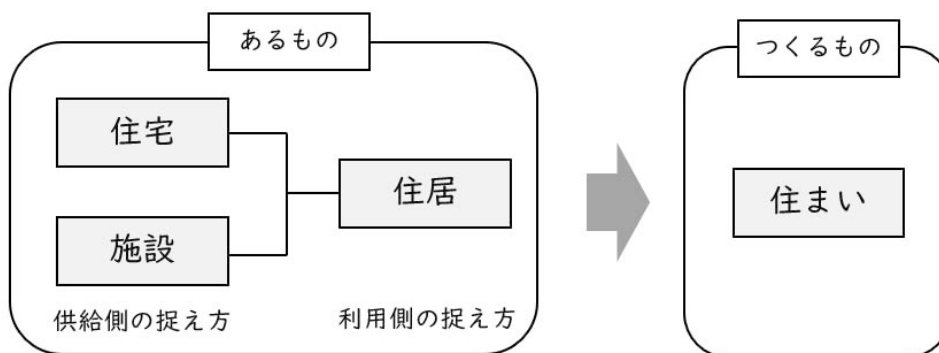 あるもの
住宅
施設
住居
供給側の捉え方
利用側の捉え方
つくるもの
住まい